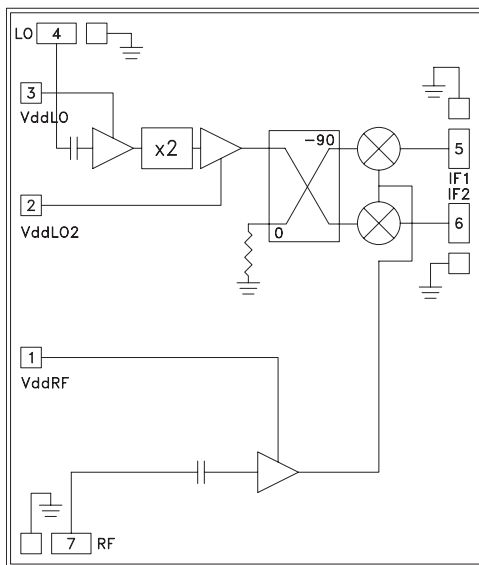 LO 4
3
VddLO
x2
-90
5
IF1
IF2
2
VddLO2
6
0
1
VddRF
7 RF